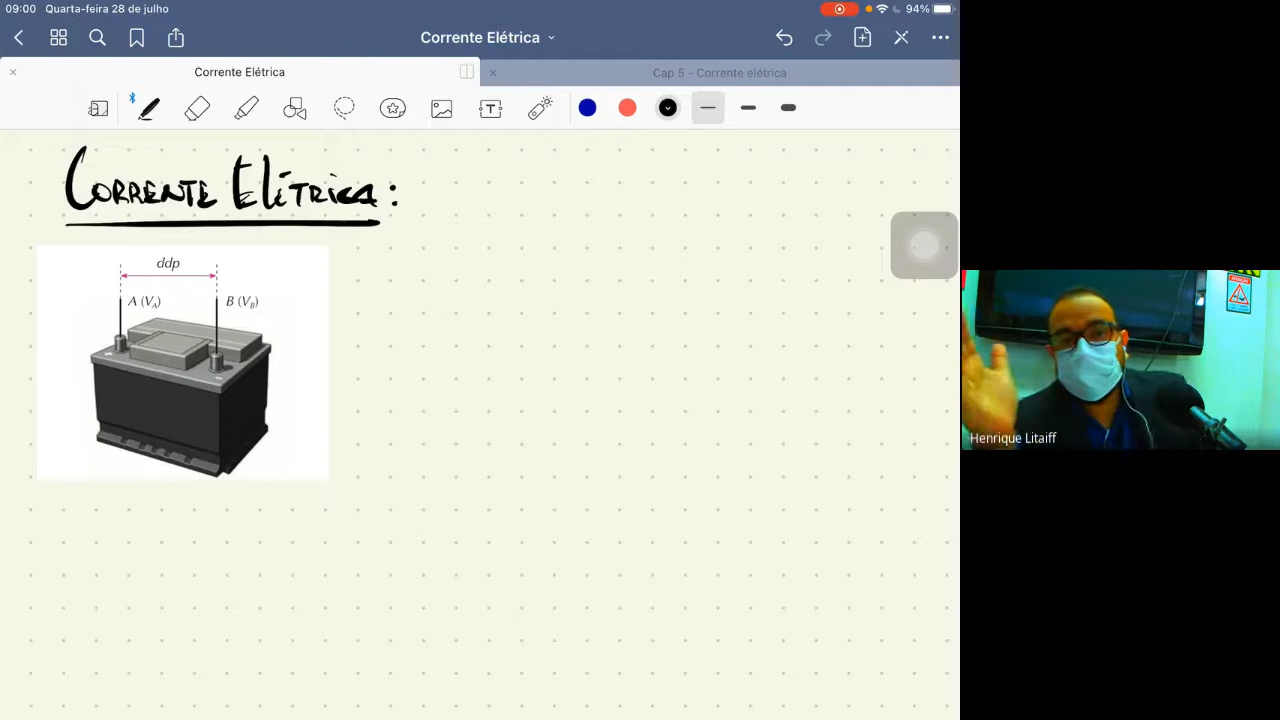 09:00 Quarta-feira 28 de julho 94%
Corrente Elétrica
Corrente Elétrica Cap 5 - Corrente elétrica
T
CORRENTE ELÉTRICA:
ddp
A (VA) B (VB)
Henrique Litaiff